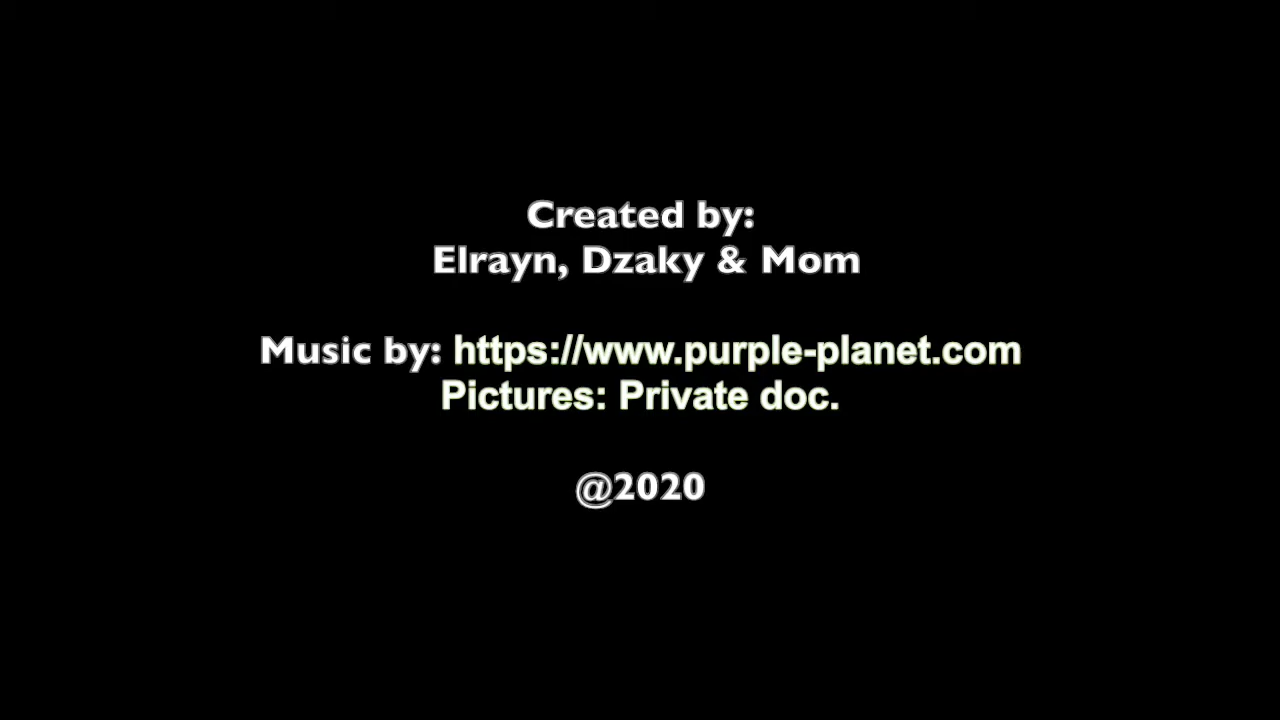 Created by:
Elrayn, Dzaky & Mom
Music by: https://www.purple-planet.com
Pictures: Private doc.
@2020